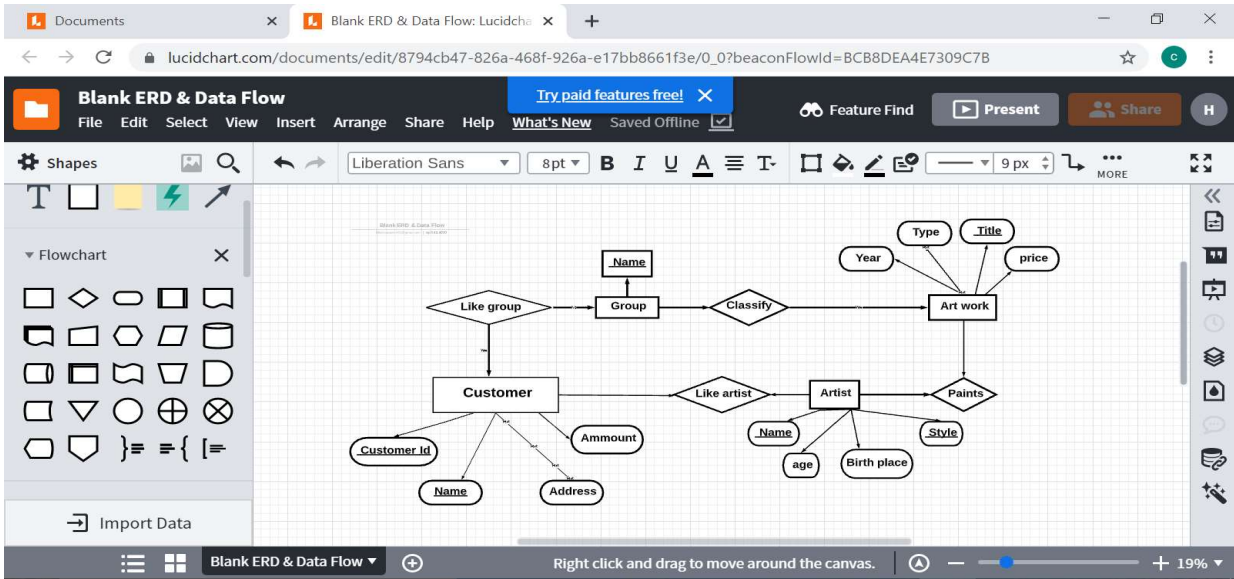 Documents
Blank ERD & Data Flow: Lucidcha
lucidchart.com/documents/edit/8794cb47-826a-468f-926a-e17bb8661f3e/0_0?beaconFlowId=BCB8DEA4E7309C7B
C
Blank ERD & Data Flow
Try paid features free!
Feature Find
Present
Share
H
File Edit Select View Insert Arrange Share Help What's New Saved Offline
Shapes
Liberation Sans
8pt
B I U A T
9 px
MORE
T
Flowchart
Blank ERD & Data Flow
Type
Title
Year
price
Name
Like group
Group
Classify
Art work
Customer
Like artist
Artist
Paints
Customer Id
Ammount
Name
Style
age
Birth place
Name
Address
Import Data
Blank ERD & Data Flow
Right click and drag to move around the canvas.
19%